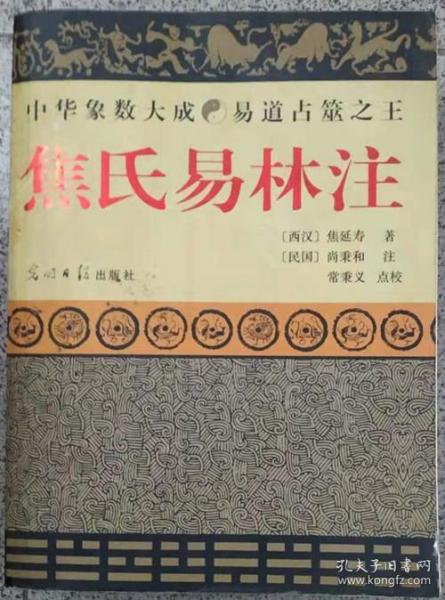 中华象数大成 易道占筮之王
焦氏易林注
〔西汉〕焦延寿 著
〔民国〕尚秉和 注
常秉义 点校
光明日报出版社
孔夫子旧书网
www.kongfz.com